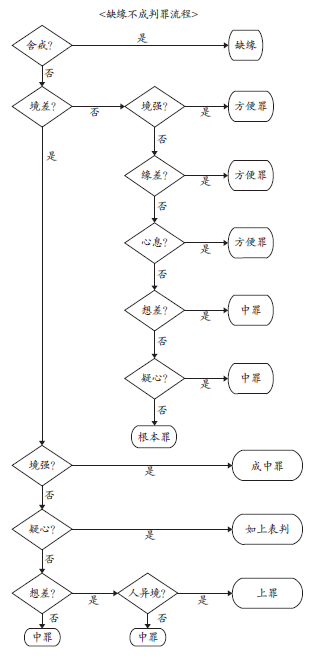 <缺缘不成判罪流程>
舍戒? 是 缺缘
否
境差? 否 境强? 是 方便罪
是 否
缘差? 是 方便罪
否
心息? 是 方便罪
否
想差? 是 中罪
否
疑心? 是 中罪
否
根本罪
境强? 是 成中罪
否
疑心? 是 如上表判
否
想差? 是 人异境? 是 上罪
否 否
中罪 中罪